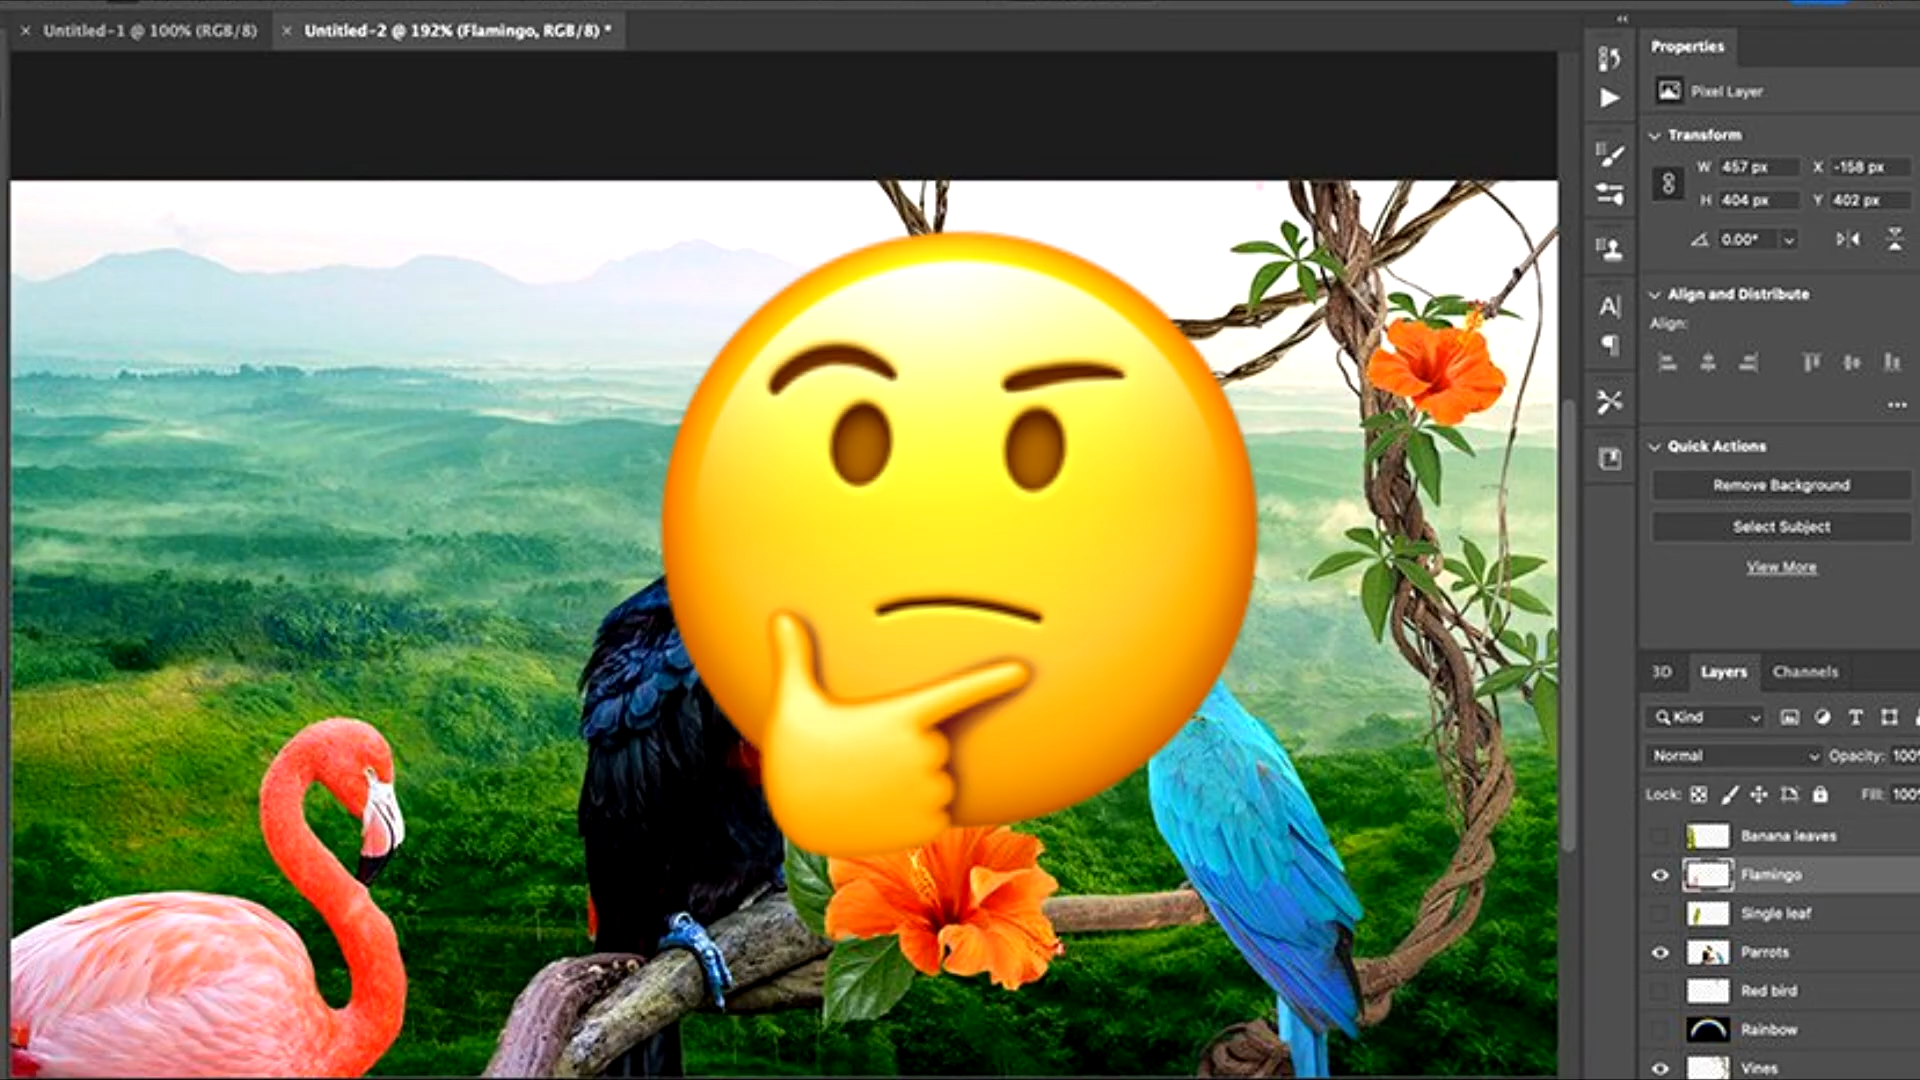 Untitled-1 @ 100% (RGB/8)
Untitled-2 @ 192% (Flamingo, RGB/8) *
Properties
Pixel Layer
Transform
W 457 px X -158 px
H 404 px Y 402 px
0.00°
Align and Distribute
Align:
Quick Actions
Remove Background
Select Subject
View More
3D Layers Channels
Kind
Normal Opacity: 100%
Lock: Fill: 100%
Banana leaves
Flamingo
Single leaf
Parrots
Red bird
Rainbow
Vines